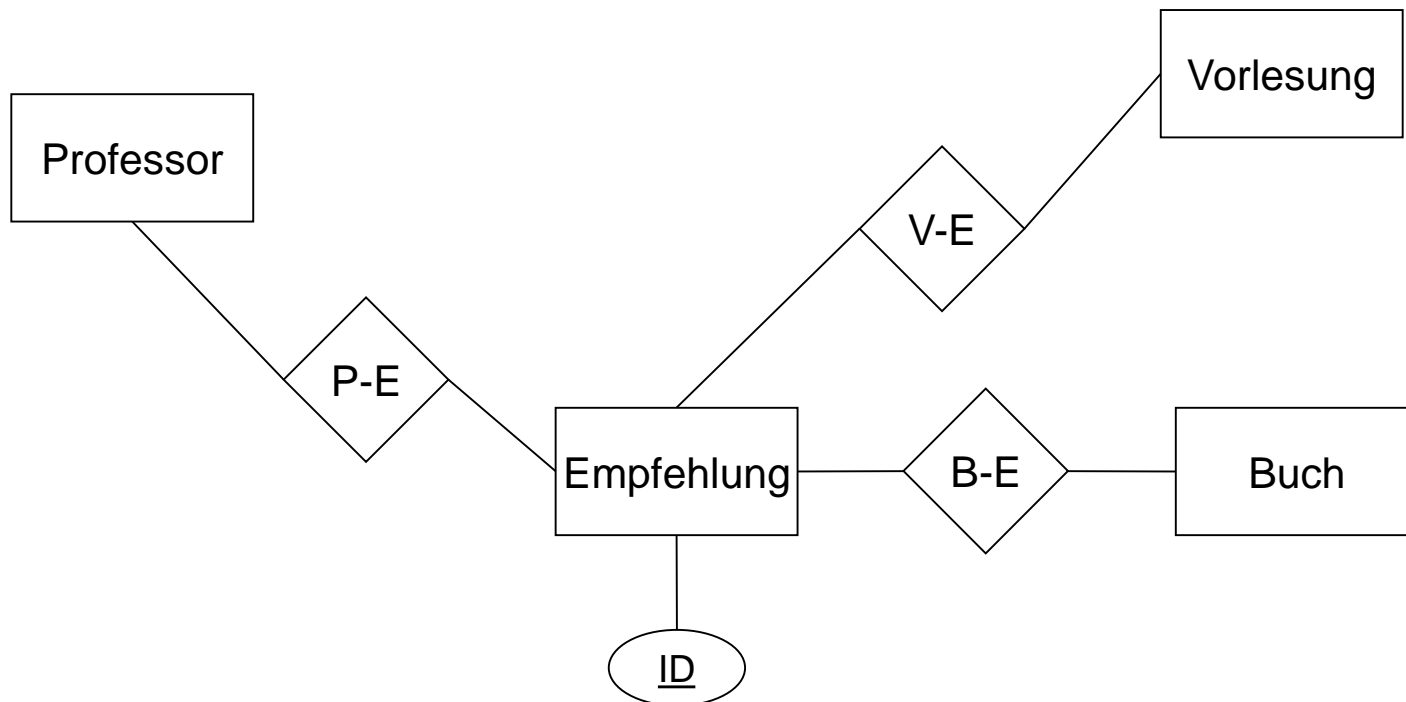 Vorlesung
Professor
V-E
P-E
Empfehlung
B-E
Buch
ID